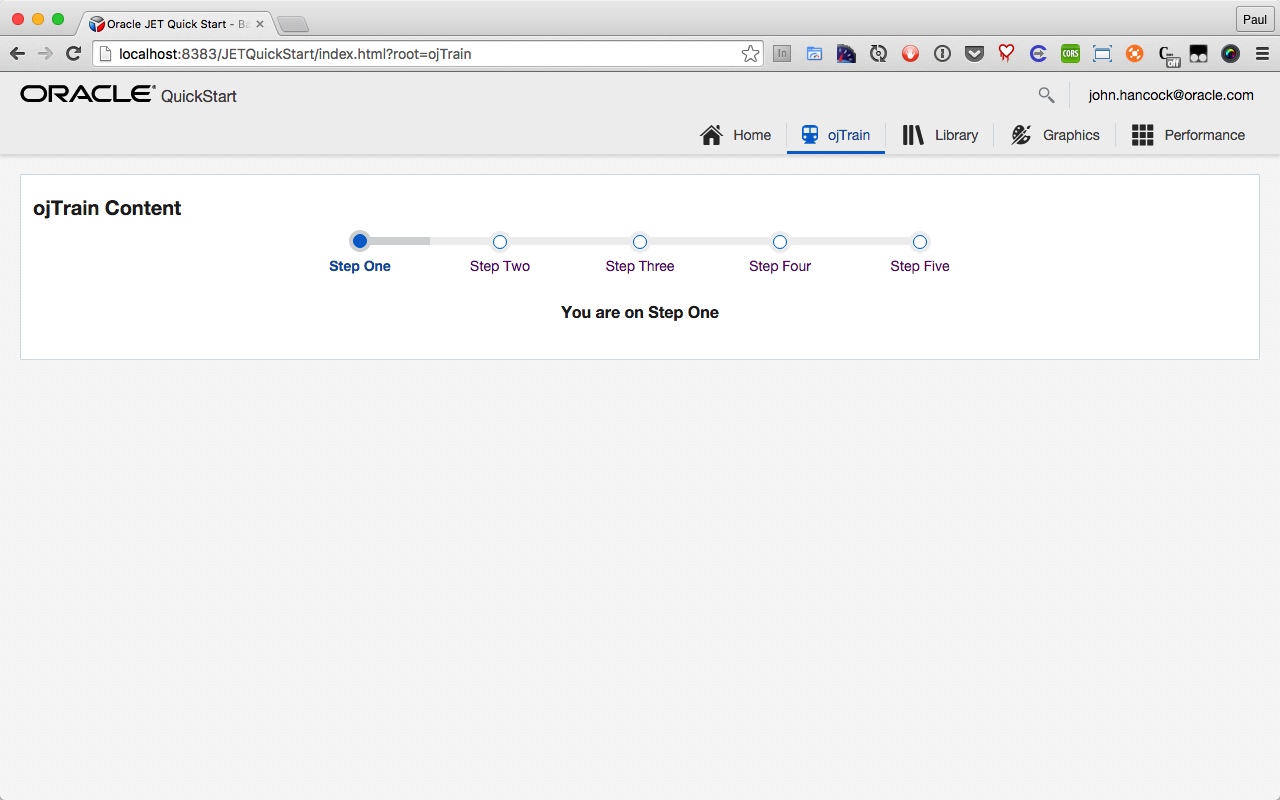 Oracle JET Quick Start - Ba
Paul
localhost:8383/JETQuickStart/index.html?root=ojTrain
In
CORS
off
ORACLE® QuickStart
john.hancock@oracle.com
Home
ojTrain
Library
Graphics
Performance
ojTrain Content
Step One
Step Two
Step Three
Step Four
Step Five
You are on Step One